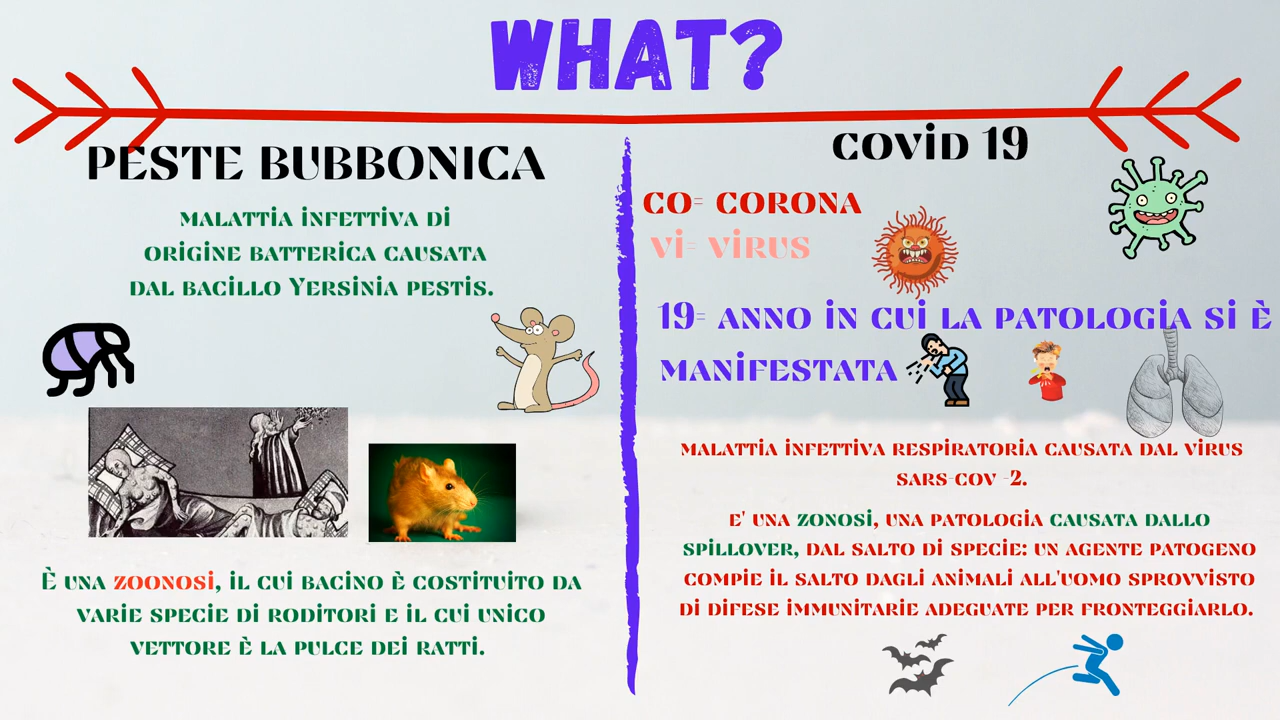 WHAT?
PESTE BUBBONICA
MALATTIA INFETTIVA DI
ORIGINE BATTERICA CAUSATA
DAL BACILLO YERSINIA PESTIS.
È UNA ZOONOSI, IL CUI BACINO È COSTITUITO DA
VARIE SPECIE DI RODITORI E IL CUI UNICO
VETTORE È LA PULCE DEI RATTI.
COVID 19
CO= CORONA
VI= VIRUS
19= ANNO IN CUI LA PATOLOGIA SI È
MANIFESTATA
MALATTIA INFETTIVA RESPIRATORIA CAUSATA DAL VIRUS
SARS-COV -2.
E' UNA ZONOSI, UNA PATOLOGIA CAUSATA DALLO
SPILLOVER, DAL SALTO DI SPECIE: UN AGENTE PATOGENO
COMPIE IL SALTO DAGLI ANIMALI ALL'UOMO SPROVVISTO
DI DIFESE IMMUNITARIE ADEGUATE PER FRONTEGGIARLO.